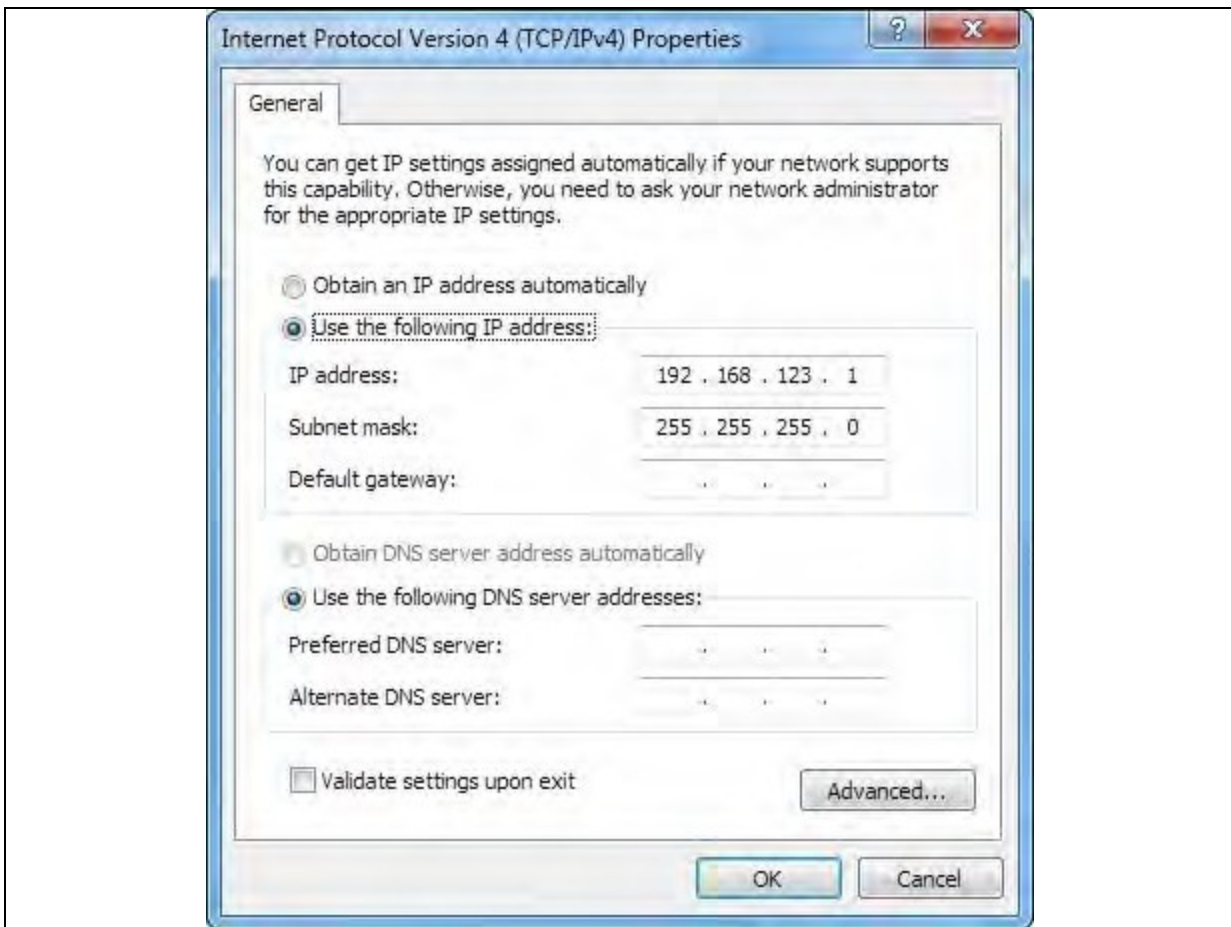 Internet Protocol Version 4 (TCP/IPv4) Properties
General
You can get IP settings assigned automatically if your network supports
this capability. Otherwise, you need to ask your network administrator
for the appropriate IP settings.
Obtain an IP address automatically
Use the following IP address:
IP address: 192 . 168 . 123 . 1
Subnet mask: 255 . 255 . 255 . 0
Default gateway: . . .
Obtain DNS server address automatically
Use the following DNS server addresses:
Preferred DNS server: . . .
Alternate DNS server: . . .
Validate settings upon exit
Advanced...
OK Cancel